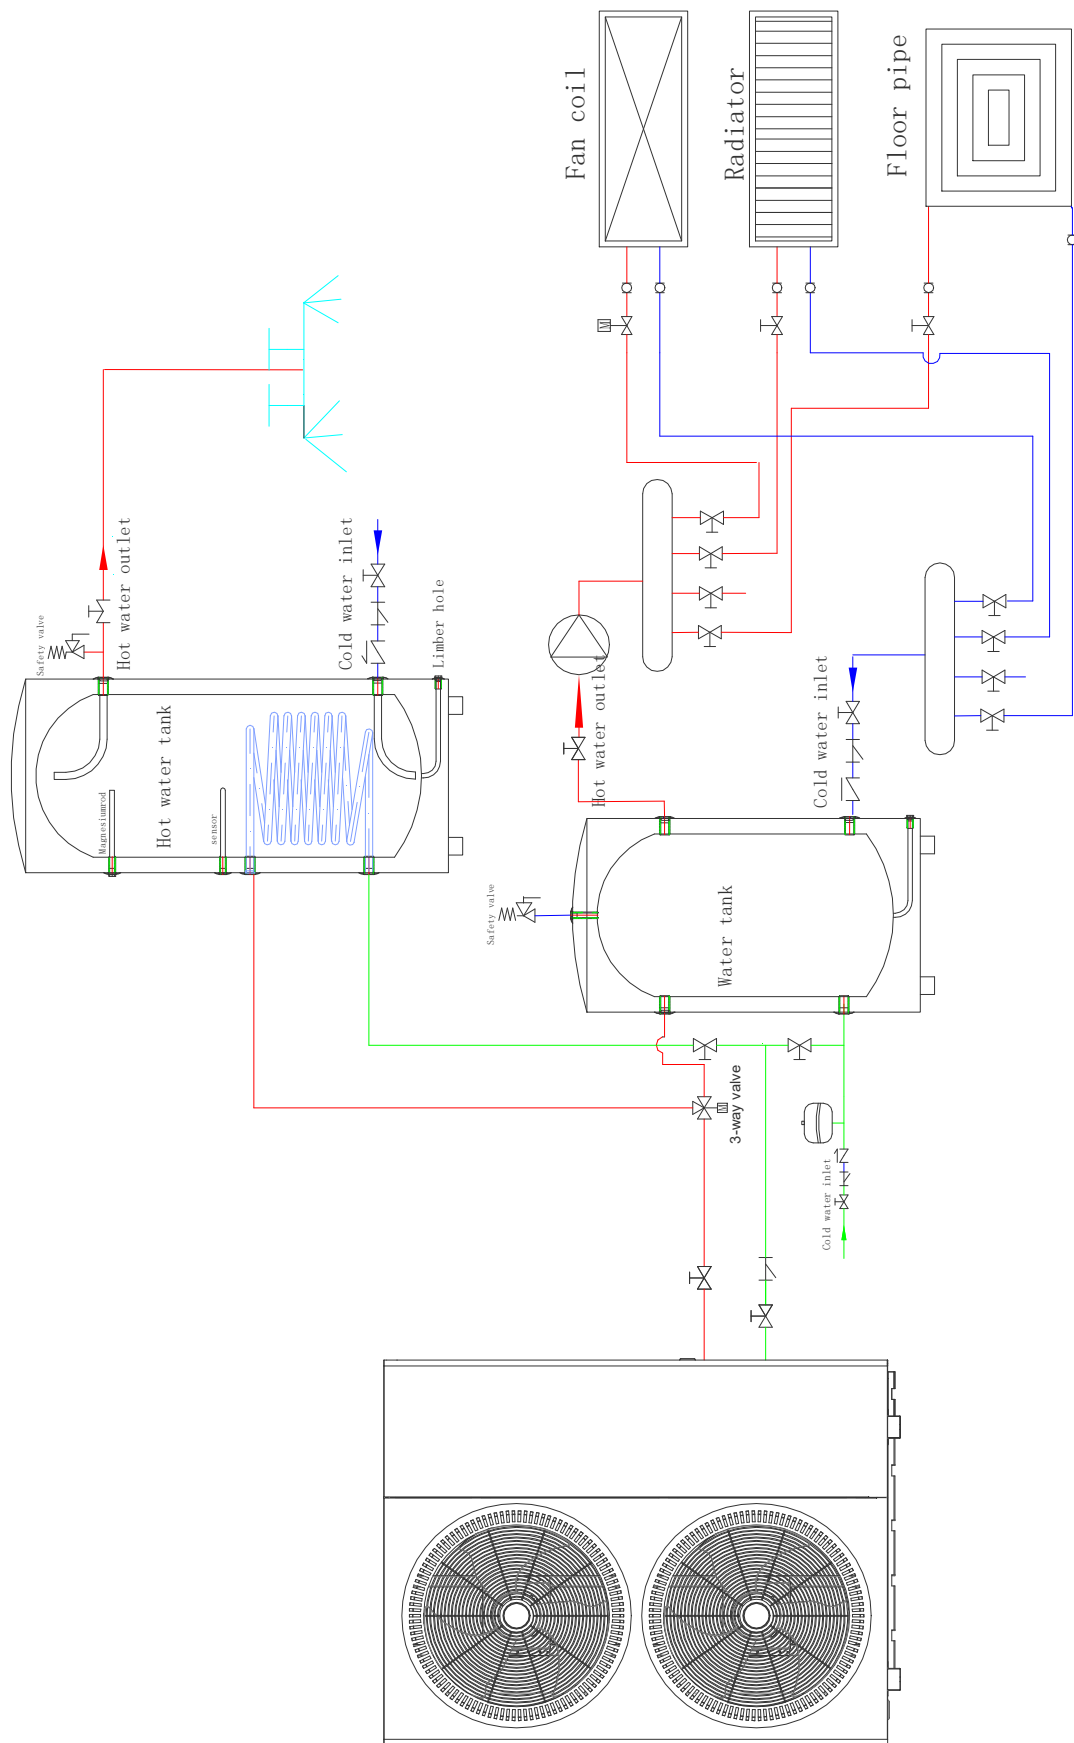 Fan coil
Radiator
Floor pipe
Safety valve
Hot water outlet
Cold water inlet
Limber hole
Hot water tank
Magnesiumrod
sensor
Hot water outlet
Cold water inlet
Safety valve
Water tank
M
M
3-way valve
Cold water inlet